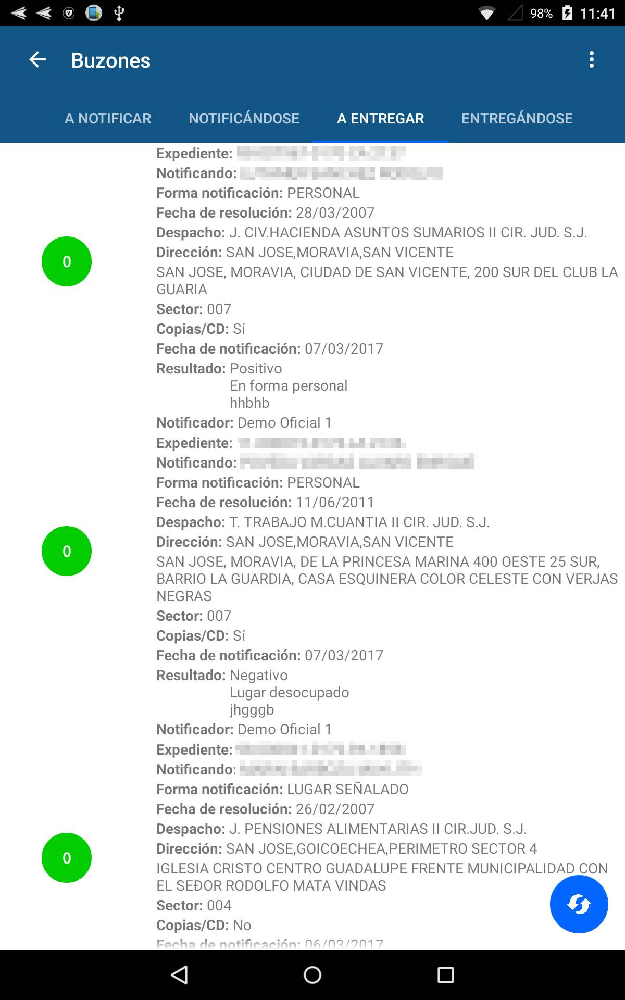 98% 11:41
Buzones
A NOTIFICAR NOTIFICÁNDOSE A ENTREGAR ENTREGÁNDOSE
Expediente:
Notificando:
Forma notificación: PERSONAL
Fecha de resolución: 28/03/2007
Despacho: J. CIV.HACIENDA ASUNTOS SUMARIOS II CIR. JUD. S.J.
Dirección: SAN JOSE,MORAVIA,SAN VICENTE
SAN JOSE, MORAVIA, CIUDAD DE SAN VICENTE, 200 SUR DEL CLUB LA
GUARIA
0
Sector: 007
Copias/CD: Sí
Fecha de notificación: 07/03/2017
Resultado: Positivo
En forma personal
hhbhb
Notificador: Demo Oficial 1
Expediente:
Notificando:
Forma notificación: PERSONAL
Fecha de resolución: 11/06/2011
Despacho: T. TRABAJO M.CUANTIA II CIR. JUD. S.J.
Dirección: SAN JOSE,MORAVIA,SAN VICENTE
SAN JOSE, MORAVIA, DE LA PRINCESA MARINA 400 OESTE 25 SUR,
BARRIO LA GUARDIA, CASA ESQUINERA COLOR CELESTE CON VERJAS
NEGRAS
0
Sector: 007
Copias/CD: Sí
Fecha de notificación: 07/03/2017
Resultado: Negativo
Lugar desocupado
jhgggb
Notificador: Demo Oficial 1
Expediente:
Notificando:
Forma notificación: LUGAR SEÑALADO
Fecha de resolución: 26/02/2007
Despacho: J. PENSIONES ALIMENTARIAS II CIR.JUD. S.J.
Dirección: SAN JOSE,GOICOECHEA,PERIMETRO SECTOR 4
IGLESIA CRISTO CENTRO GUADALUPE FRENTE MUNICIPALIDAD CON
EL SEÐOR RODOLFO MATA VINDAS
0
Sector: 004
Copias/CD: No
Fecha de notificación: 06/03/2017